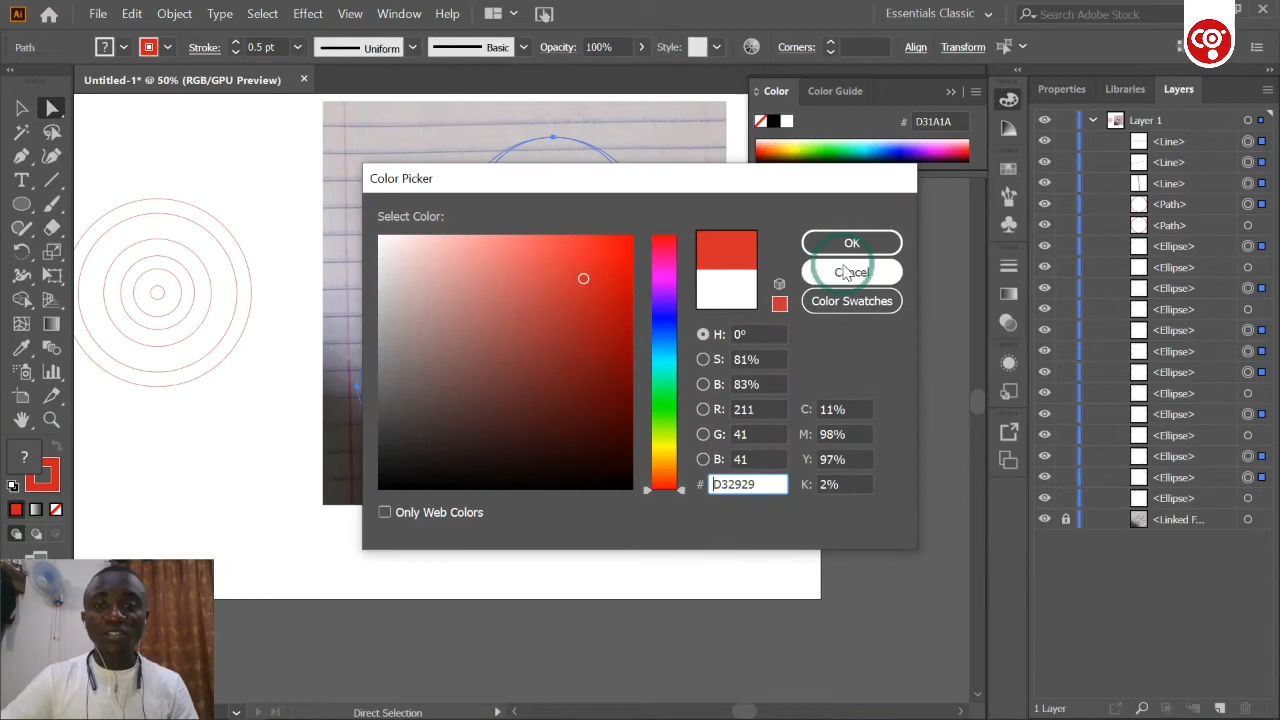 Ai File Edit Object Type Select Effect View Window Help Essentials Classic Search Adobe Stock
Path ? Stroke: 0.5 pt Uniform Basic Opacity: 100% Style: Corners: Align Transform
Untitled-1* @ 50% (RGB/GPU Preview)
Color Color Guide
# D31A1A
Properties Libraries Layers
Layer 1
<Line>
<Line>
<Line>
<Path>
<Path>
<Ellipse>
<Ellipse>
<Ellipse>
<Ellipse>
<Ellipse>
<Ellipse>
<Ellipse>
<Ellipse>
<Ellipse>
<Ellipse>
<Ellipse>
<Ellipse>
<Ellipse>
<Linked F...
Color Picker
Select Color:
OK
Cancel
Color Swatches
H: 0º
S: 81%
B: 83%
R: 211 C: 11%
G: 41 M: 98%
B: 41 Y: 97%
# D32929 K: 2%
Only Web Colors
?
Direct Selection
1 Layer